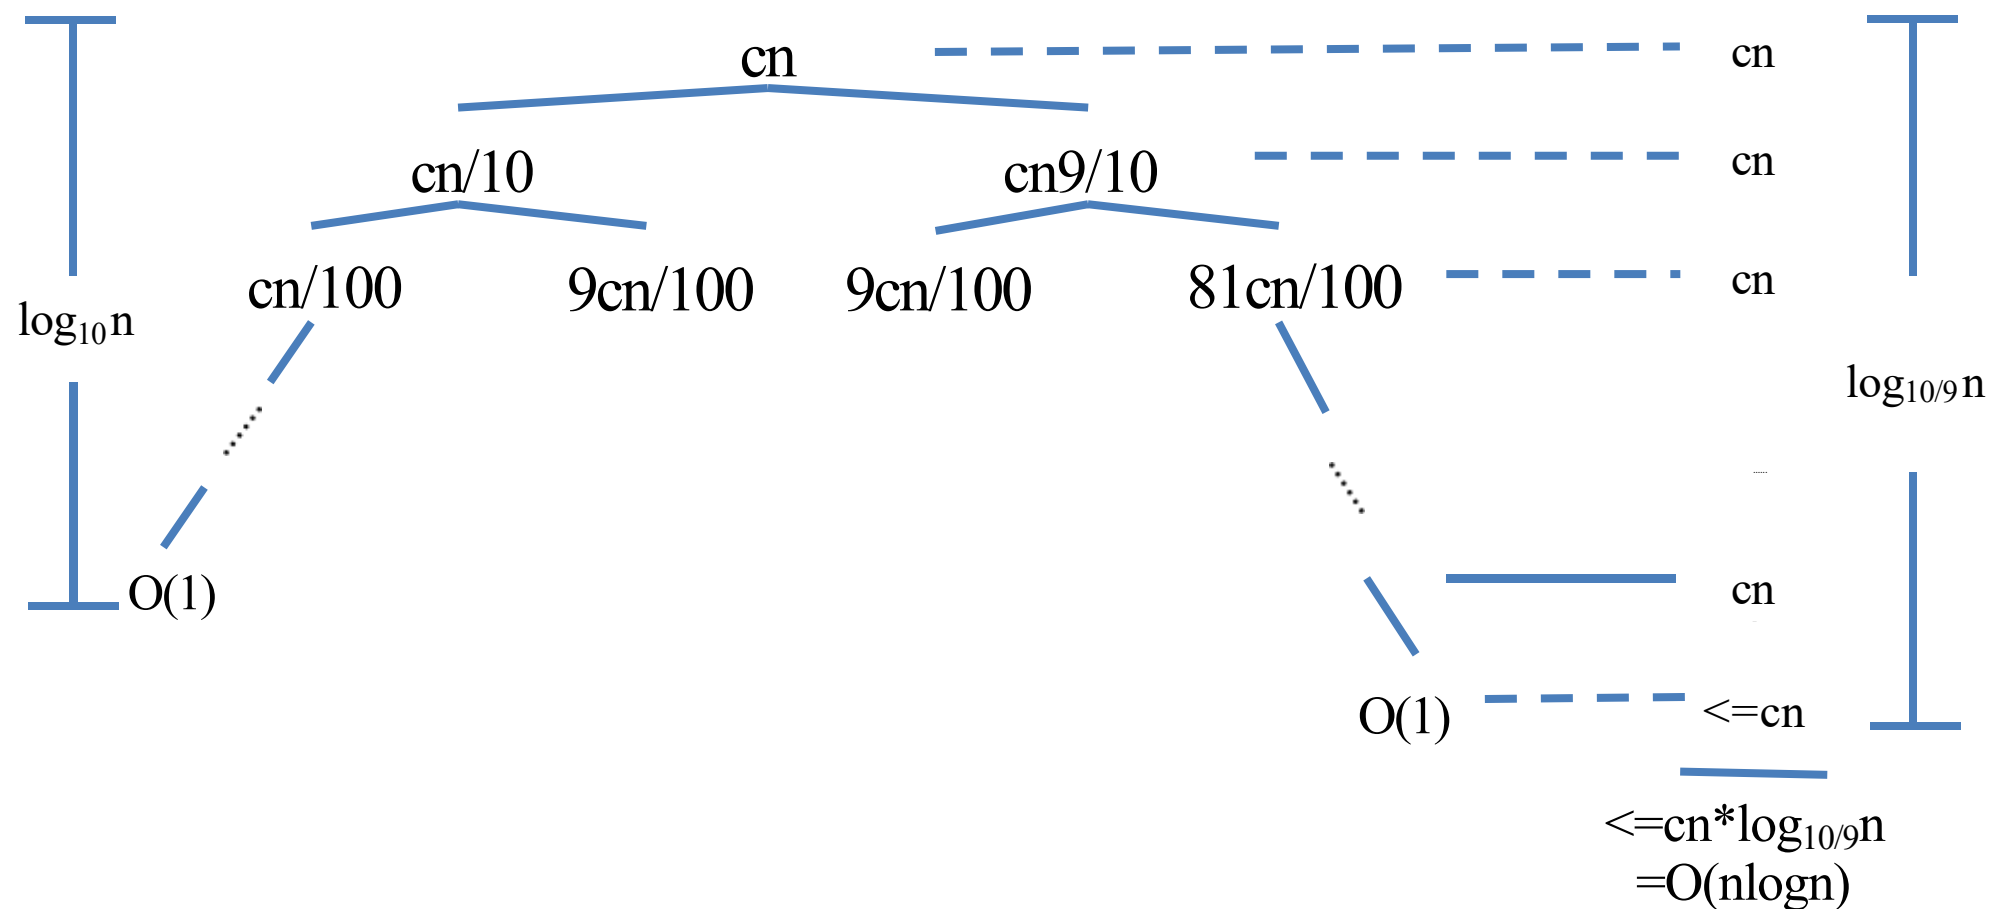 cn cn
cn/10 cn9/10 cn
cn/100 9cn/100 9cn/100 81cn/100 cn
log₁₀n
log₁₀/₉n
......
O(1) cn
O(1) <=cn
<=cn*log₁₀/₉n
=O(nlogn)